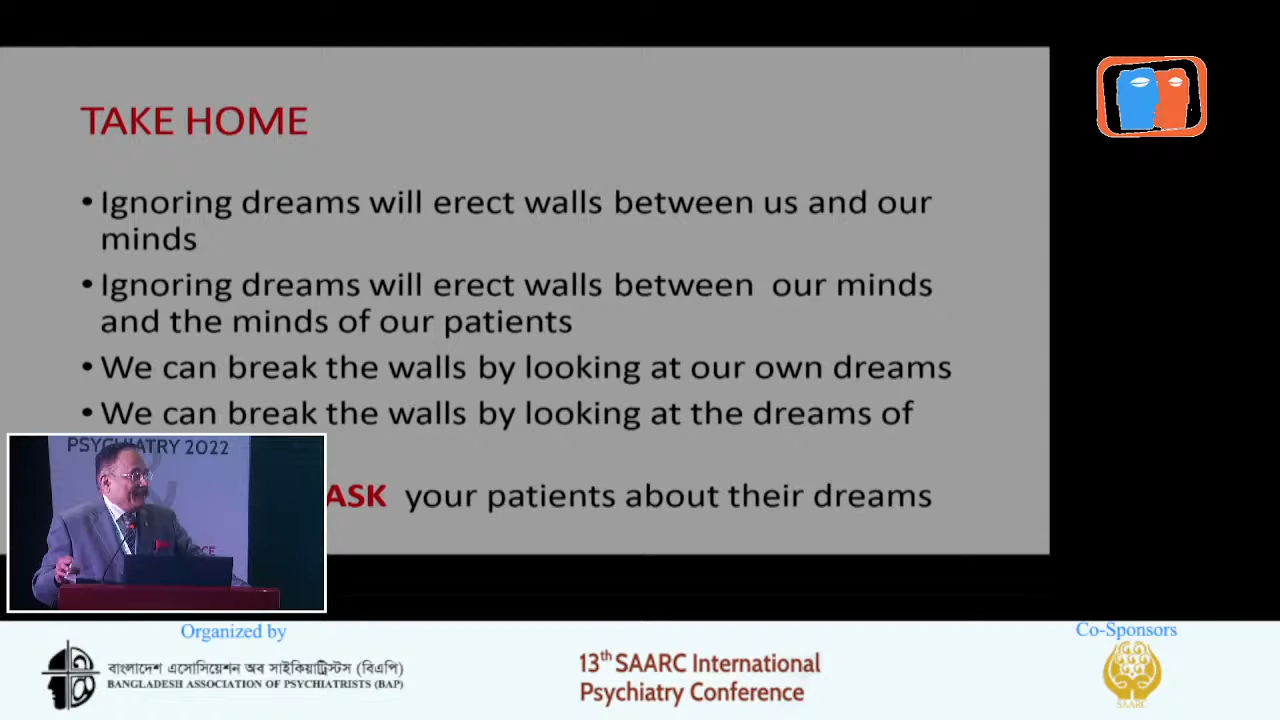 TAKE HOME
• Ignoring dreams will erect walls between us and our
minds
• Ignoring dreams will erect walls between our minds
and the minds of our patients
• We can break the walls by looking at our own dreams
• We can break the walls by looking at the dreams of
ASK your patients about their dreams
PSYCHIATRY 2022
Organized by
বাংলাদেশ এসোসিয়েশন অব সাইকিয়াট্রিস্টস (বিএপি)
BANGLADESH ASSOCIATION OF PSYCHIATRISTS (BAP)
13th SAARC International
Psychiatry Conference
Co-Sponsors
SAARC